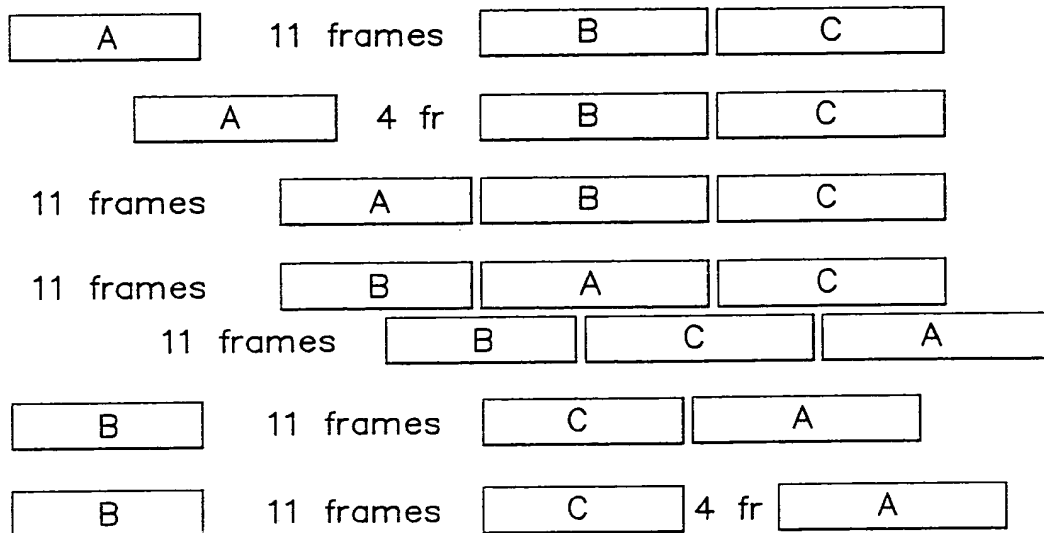 A 11 frames B C
A 4 fr B C
11 frames A B C
11 frames B A C
11 frames B C A
B 11 frames C A
B 11 frames C 4 fr A